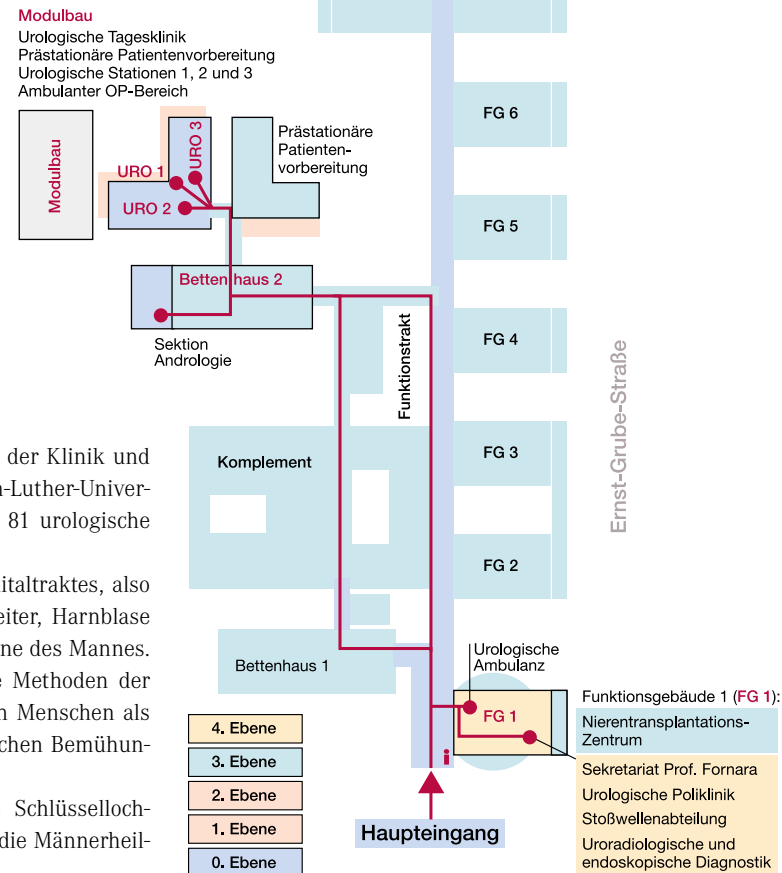 Modulbau
Urologische Tagesklinik
Prästationäre Patientenvorbereitung
Urologische Stationen 1, 2 und 3
Ambulanter OP-Bereich
Modulbau
URO 1
URO 3
URO 2
Prästationäre
Patienten-
vorbereitung
Bettenhaus 2
Sektion
Andrologie
Funktionstrakt
FG 6
FG 5
FG 4
FG 3
FG 2
Ernst-Grube-Straße
Komplement
der Klinik und
n-Luther-Univer-
81 urologische
italtraktes, also
eiter, Harnblase
ne des Mannes.
e Methoden der
n Menschen als
chen Bemühun-
Schlüsselloch-
die Männerheil-
Bettenhaus 1
Urologische
Ambulanz
FG 1
i
Haupteingang
4. Ebene
3. Ebene
2. Ebene
1. Ebene
0. Ebene
Funktionsgebäude 1 (FG 1):
Nierentransplantations-
Zentrum
Sekretariat Prof. Fornara
Urologische Poliklinik
Stoßwellenabteilung
Uroradiologische und
endoskopische Diagnostik